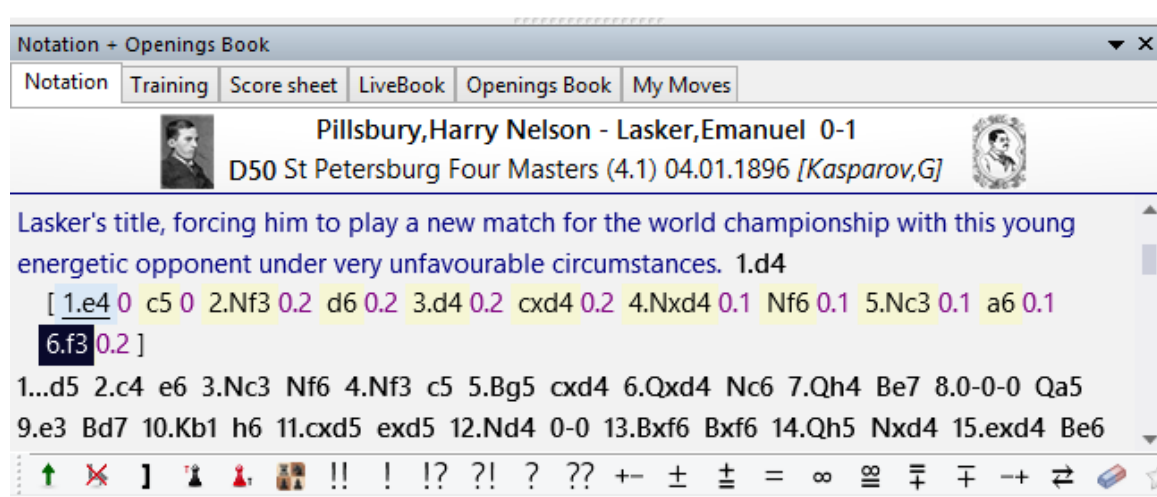 Notation + Openings Book
Notation Training Score sheet LiveBook Openings Book My Moves
Pillsbury,Harry Nelson - Lasker,Emanuel 0-1
D50 St Petersburg Four Masters (4.1) 04.01.1896 [Kasparov,G]
Lasker's title, forcing him to play a new match for the world championship with this young
energetic opponent under very unfavourable circumstances. 1.d4
[ 1.e4 0 c5 0 2.Nf3 0.2 d6 0.2 3.d4 0.2 cxd4 0.2 4.Nxd4 0.1 Nf6 0.1 5.Nc3 0.1 a6 0.1
6.f3 0.2 ]
1...d5 2.c4 e6 3.Nc3 Nf6 4.Nf3 c5 5.Bg5 cxd4 6.Qxd4 Nc6 7.Qh4 Be7 8.0-0-0 Qa5
9.e3 Bd7 10.Kb1 h6 11.cxd5 exd5 12.Nd4 0-0 13.Bxf6 Bxf6 14.Qh5 Nxd4 15.exd4 Be6
] !! ! !? ?! ? ?? +- ± ⩲ = ∞ ⯹ ⩱ ∓ -+ ⇄